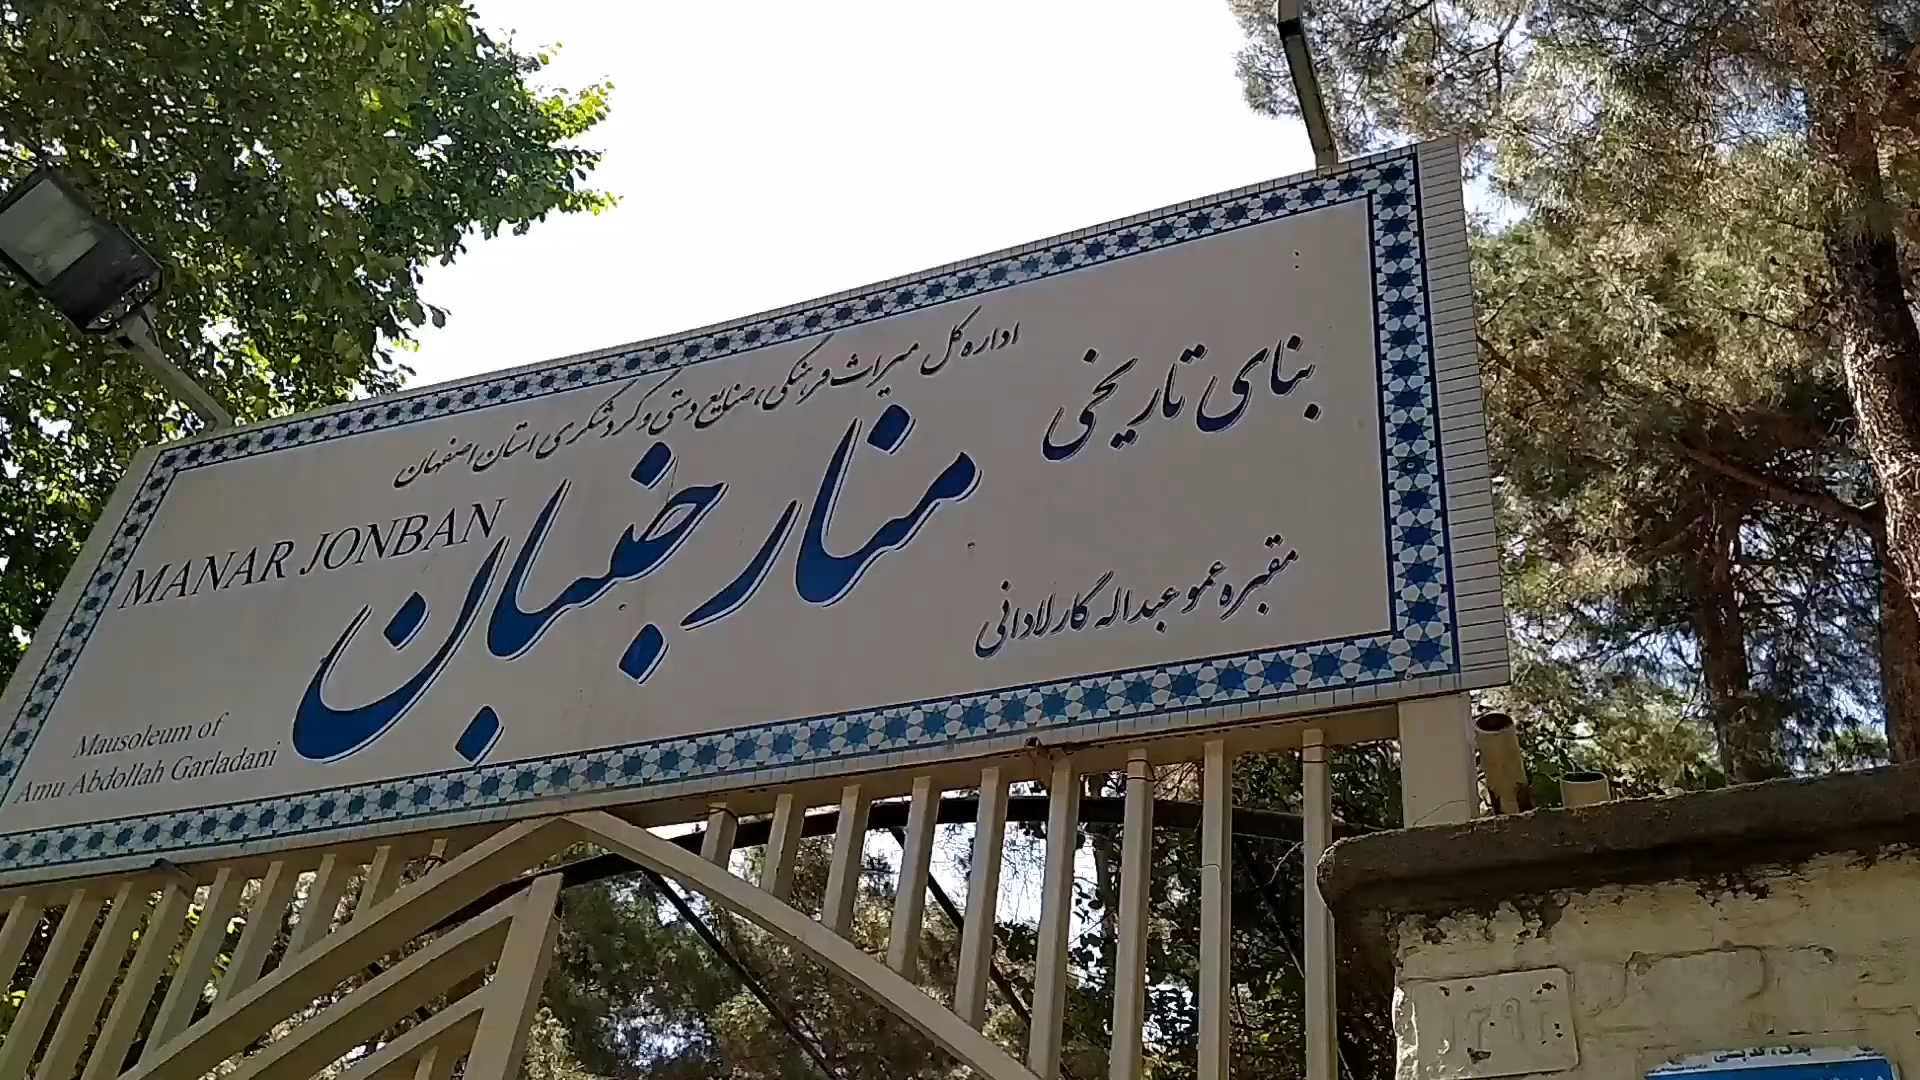 اداره کل میراث فرهنگی، صنایع دستی و گردشگری استان اصفهان
بنای تاریخی
منار جنبان
MANAR JONBAN
مقبره عمو عبداله گارلادانی
Mausoleum of
Amu Abdollah Garladani